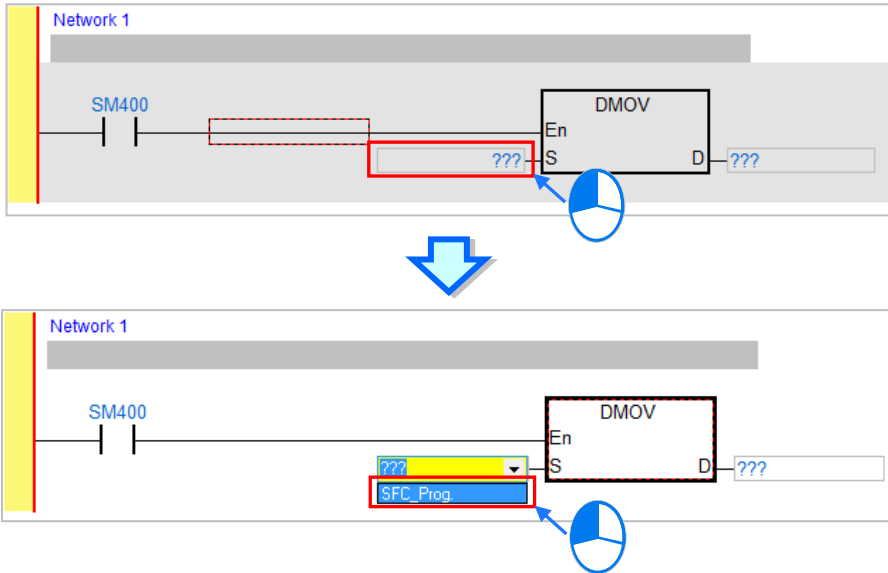 Network 1
SM400
DMOV
En
??? S D ???
Network 1
SM400
DMOV
En
??? S D ???
SFC_Prog.